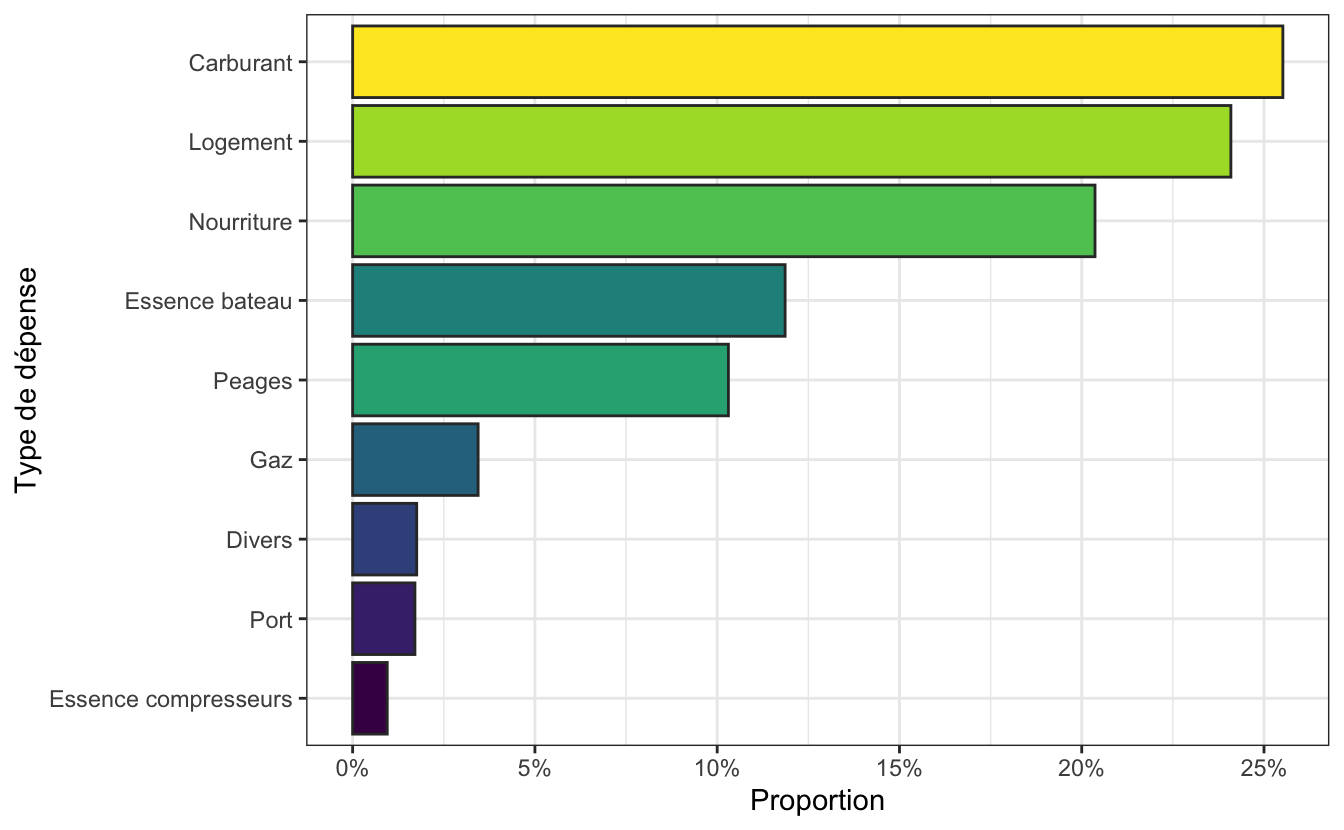 Type de dépense
Carburant
Logement
Nourriture
Essence bateau
Peages
Gaz
Divers
Port
Essence compresseurs
0% 5% 10% 15% 20% 25%
Proportion